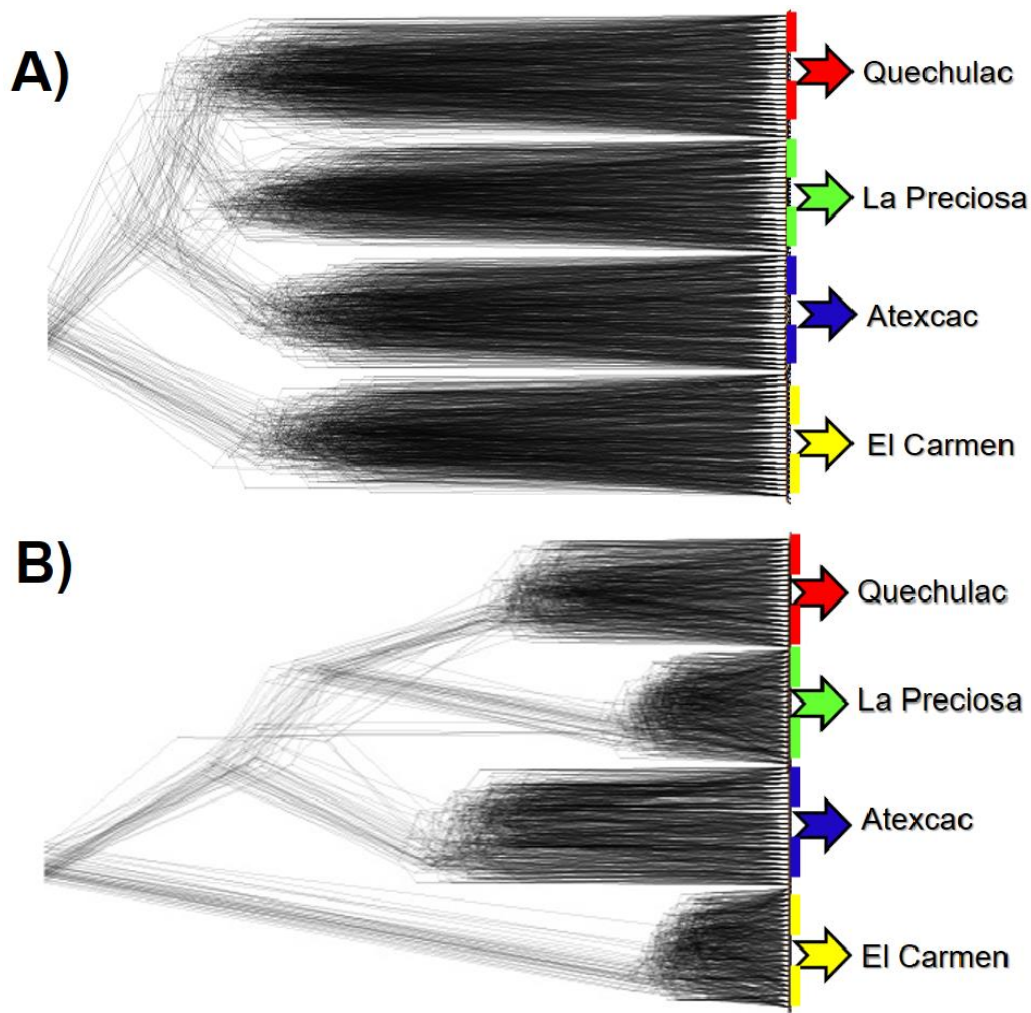 A)
Quechulac
La Preciosa
Atexcac
El Carmen
B)
Quechulac
La Preciosa
Atexcac
El Carmen